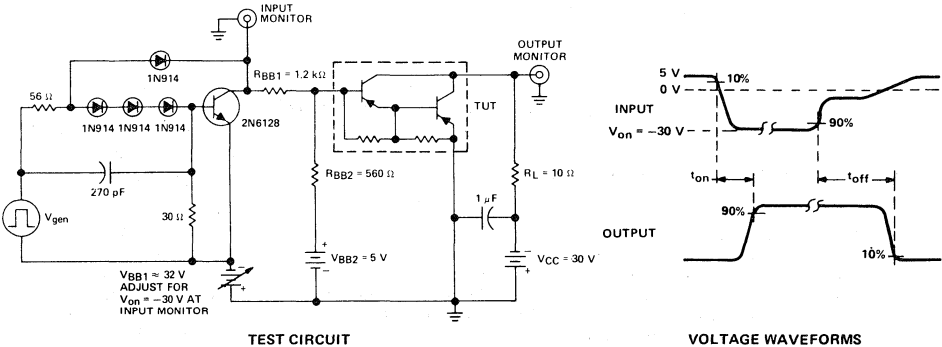 INPUT
MONITOR
OUTPUT
MONITOR
1N914
RBB1 = 1.2 kΩ
56 Ω
1N914 1N914 1N914
2N6128
TUT
270 pF
RBB2 = 560 Ω
RL = 10 Ω
Vgen
30 Ω
1 μF
+
−
VBB2 = 5 V
−
+
VCC = 30 V
−
+
VBB1 ≈ 32V
ADJUST FOR
Von = −30 V AT
INPUT MONITOR
TEST CIRCUIT
5 V
0 V
10%
INPUT
Von = −30 V
90%
ton
toff
90%
OUTPUT
10%
VOLTAGE WAVEFORMS